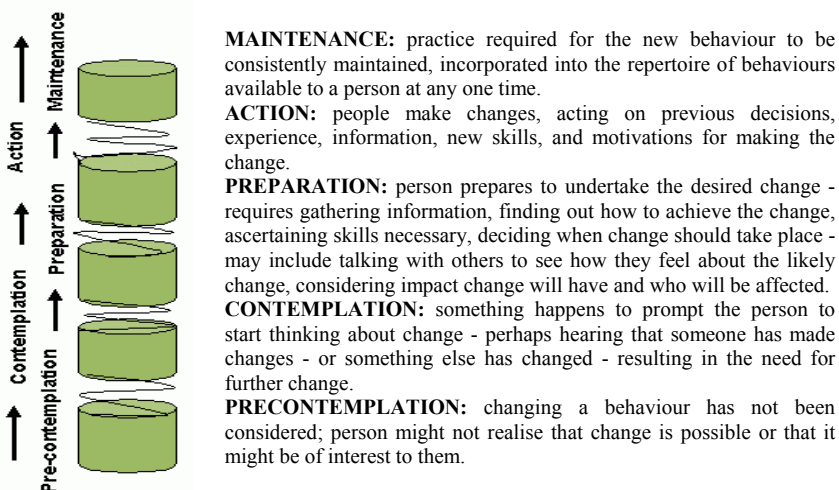 Maintenance
Action
Preparation
Contemplation
Pre-contemplation
MAINTENANCE: practice required for the new behaviour to be
consistently maintained, incorporated into the repertoire of behaviours
available to a person at any one time.
ACTION: people make changes, acting on previous decisions,
experience, information, new skills, and motivations for making the
change.
PREPARATION: person prepares to undertake the desired change -
requires gathering information, finding out how to achieve the change,
ascertaining skills necessary, deciding when change should take place -
may include talking with others to see how they feel about the likely
change, considering impact change will have and who will be affected.
CONTEMPLATION: something happens to prompt the person to
start thinking about change - perhaps hearing that someone has made
changes - or something else has changed - resulting in the need for
further change.
PRECONTEMPLATION: changing a behaviour has not been
considered; person might not realise that change is possible or that it
might be of interest to them.